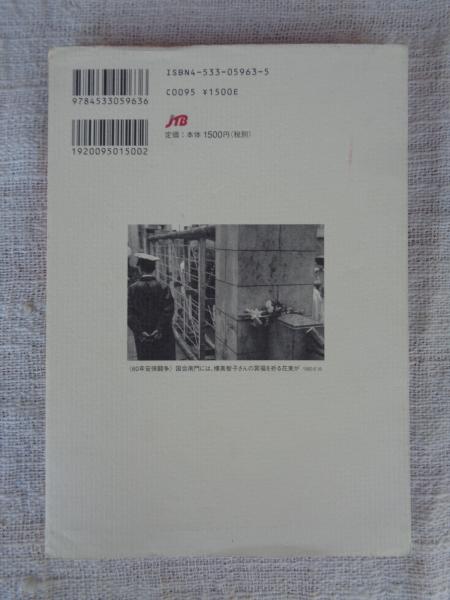 ISBN4-533-05963-5
C0095 ¥1500E
9784533059636
JTB
定価：本体1500円（税別）
1920095015002
〈60年安保闘争〉 国会南門には、樺美智子さんの冥福を祈る花束が